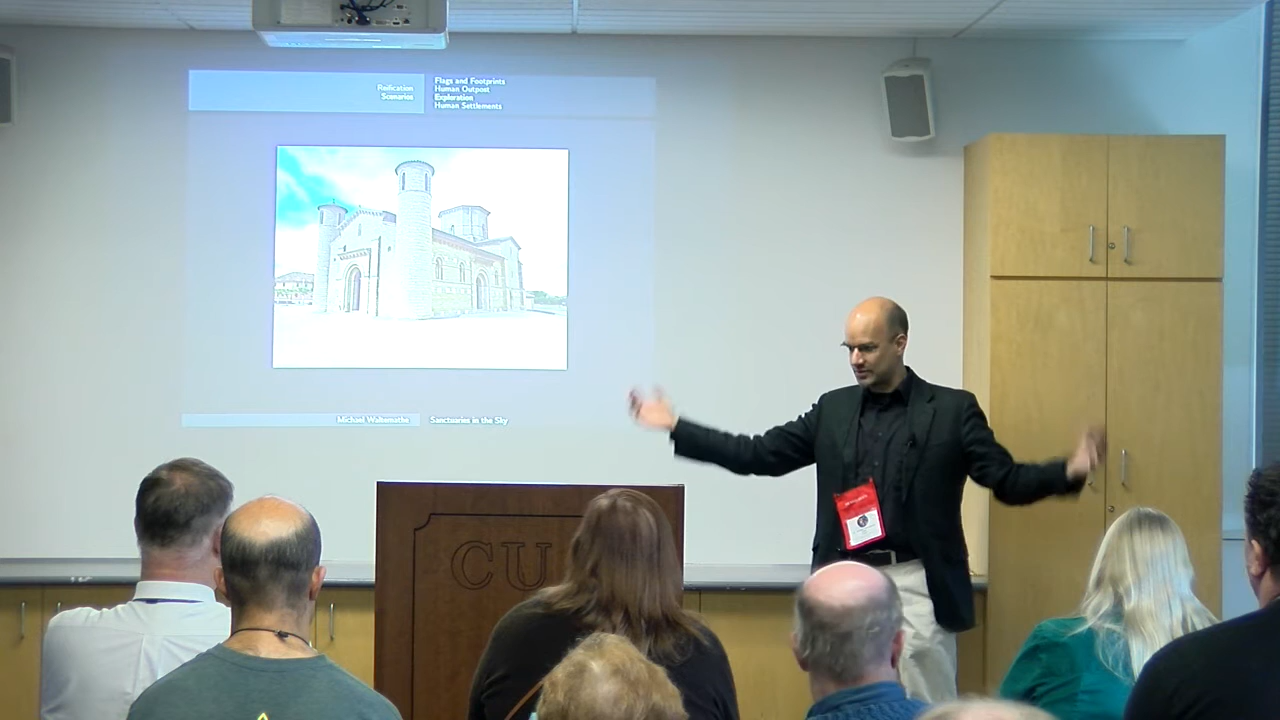 Reification
Scenarios
Flags and Footprints
Human Outpost
Exploration
Human Settlements
Michael Waltemathe
Sanctuaries in the Sky
CU